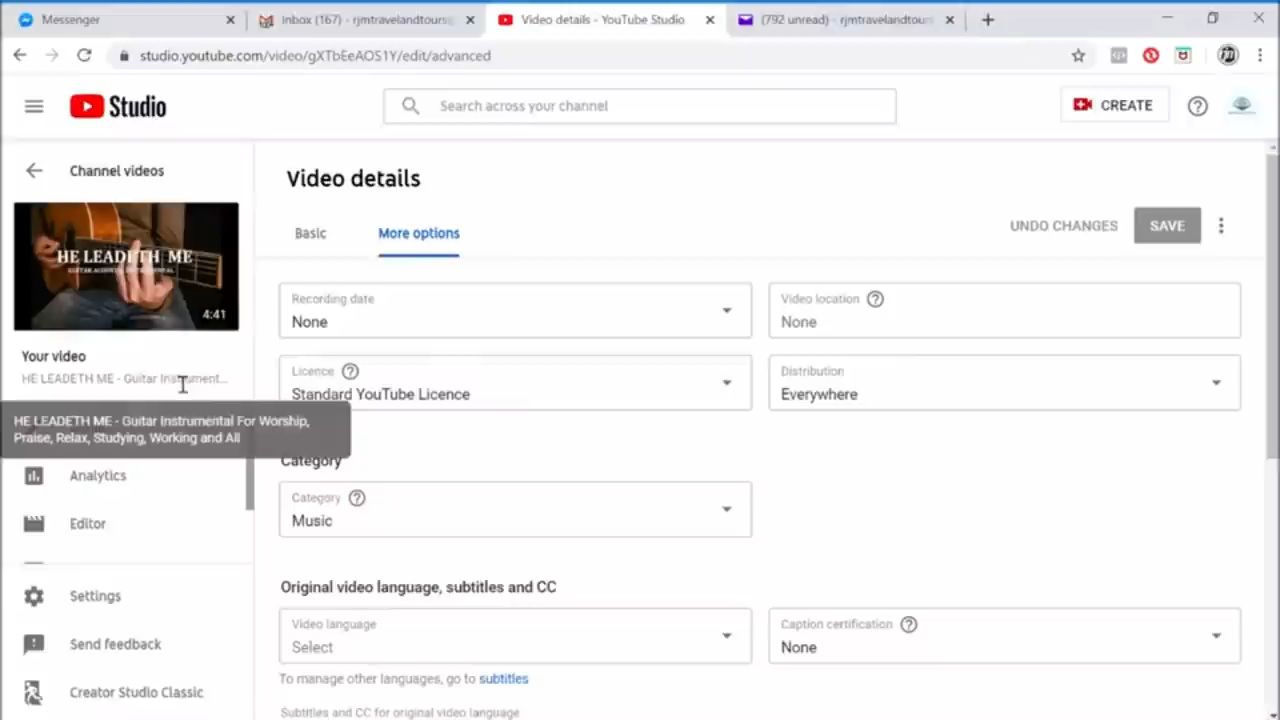 Messenger
Inbox (167) - rjmtravelandtours
Video details - YouTube Studio
(792 unread) - rjmtravelandtour
studio.youtube.com/video/gXTbEeAOS1Y/edit/advanced
Studio
Search across your channel
CREATE
Channel videos
HE LEADETH ME
4:41
Your video
HE LEADETH ME - Guitar Instrument...
HE LEADETH ME - Guitar Instrumental For Worship,
Praise, Relax, Studying, Working and All
Analytics
Editor
Settings
Send feedback
Creator Studio Classic
Video details
Basic
More options
UNDO CHANGES
SAVE
Recording date
None
Video location
None
Licence
Standard YouTube Licence
Distribution
Everywhere
Category
Category
Music
Original video language, subtitles and CC
Video language
Select
Caption certification
None
To manage other languages, go to subtitles
Subtitles and CC for original video language